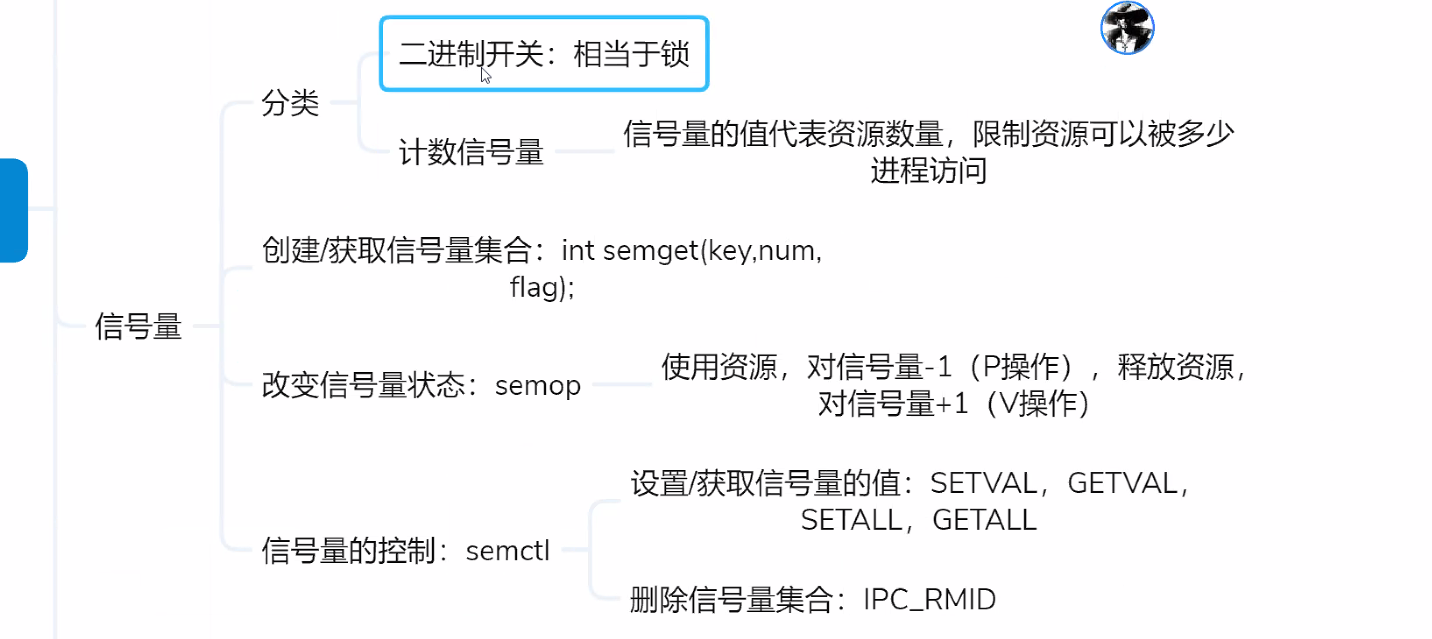 二进制开关：相当于锁
分类
计数信号量
信号量的值代表资源数量，限制资源可以被多少
进程访问
创建/获取信号量集合：int semget(key,num,
flag);
信号量
改变信号量状态：semop
使用资源，对信号量-1（P操作），释放资源，
对信号量+1（V操作）
信号量的控制：semctl
设置/获取信号量的值：SETVAL，GETVAL，
SETALL，GETALL
删除信号量集合：IPC_RMID